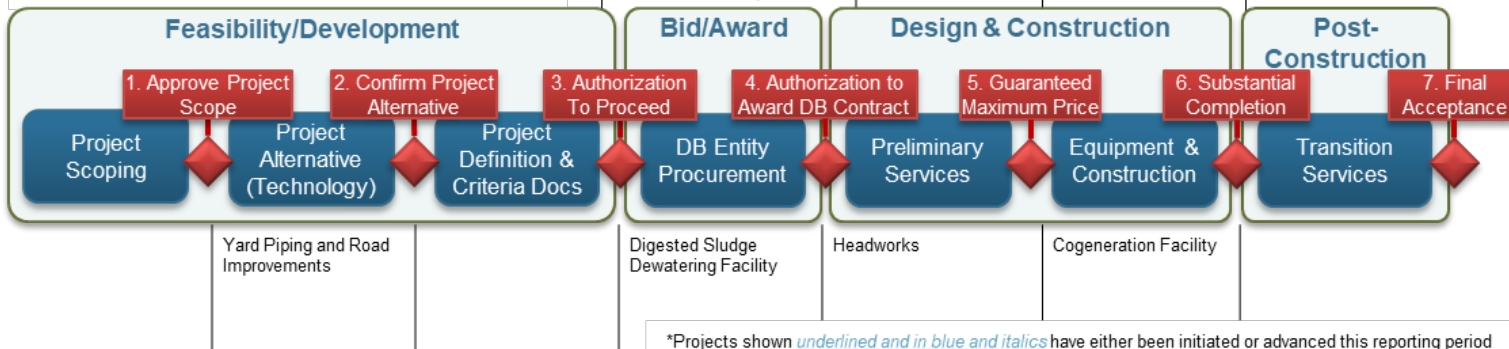 Feasibility/Development
Bid/Award
Design & Construction
Post-
Construction
1. Approve Project
Scope
2. Confirm Project
Alternative
3. Authorization
To Proceed
4. Authorization to
Award DB Contract
5. Guaranteed
Maximum Price
6. Substantial
Completion
7. Final
Acceptance
Project
Scoping
Project
Alternative
(Technology)
Project
Definition &
Criteria Docs
DB Entity
Procurement
Preliminary
Services
Equipment &
Construction
Transition
Services
Yard Piping and Road
Improvements
Digested Sludge
Dewatering Facility
Headworks
Cogeneration Facility
*Projects shown underlined and in blue and italics have either been initiated or advanced this reporting period